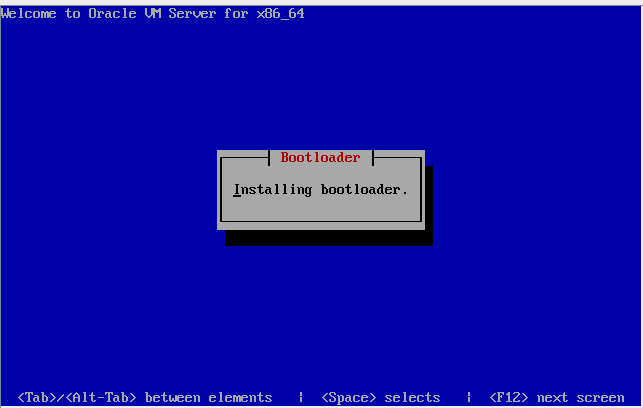 Welcome to Oracle VM Server for x86_64
Bootloader
Installing bootloader.
<Tab>/<Alt-Tab> between elements | <Space> selects | <F12> next screen